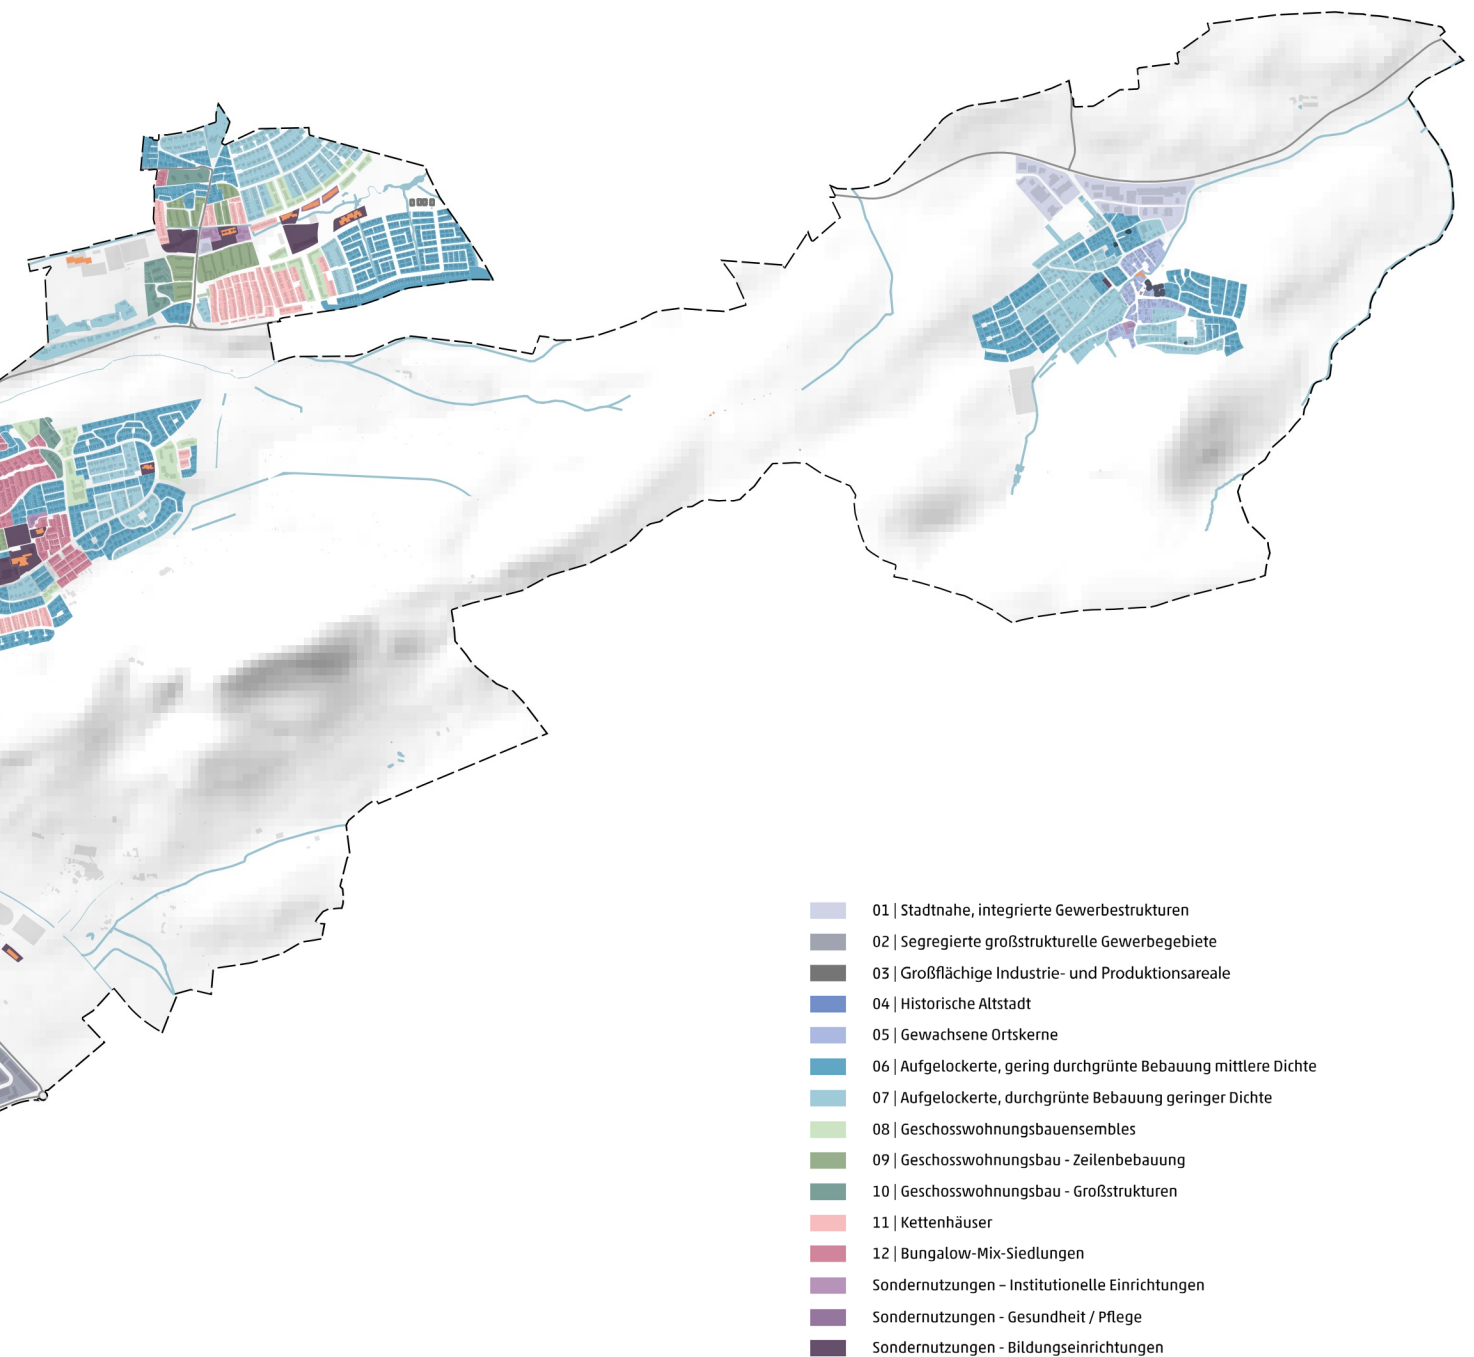 01 | Stadtnahe, integrierte Gewerbestrukturen
02 | Segregierte großstrukturelle Gewerbegebiete
03 | Großflächige Industrie- und Produktionsareale
04 | Historische Altstadt
05 | Gewachsene Ortskerne
06 | Aufgelockerte, gering durchgrünte Bebauung mittlere Dichte
07 | Aufgelockerte, durchgrünte Bebauung geringer Dichte
08 | Geschosswohnungsbauensembles
09 | Geschosswohnungsbau - Zeilenbebauung
10 | Geschosswohnungsbau - Großstrukturen
11 | Kettenhäuser
12 | Bungalow-Mix-Siedlungen
Sondernutzungen – Institutionelle Einrichtungen
Sondernutzungen - Gesundheit / Pflege
Sondernutzungen - Bildungseinrichtungen